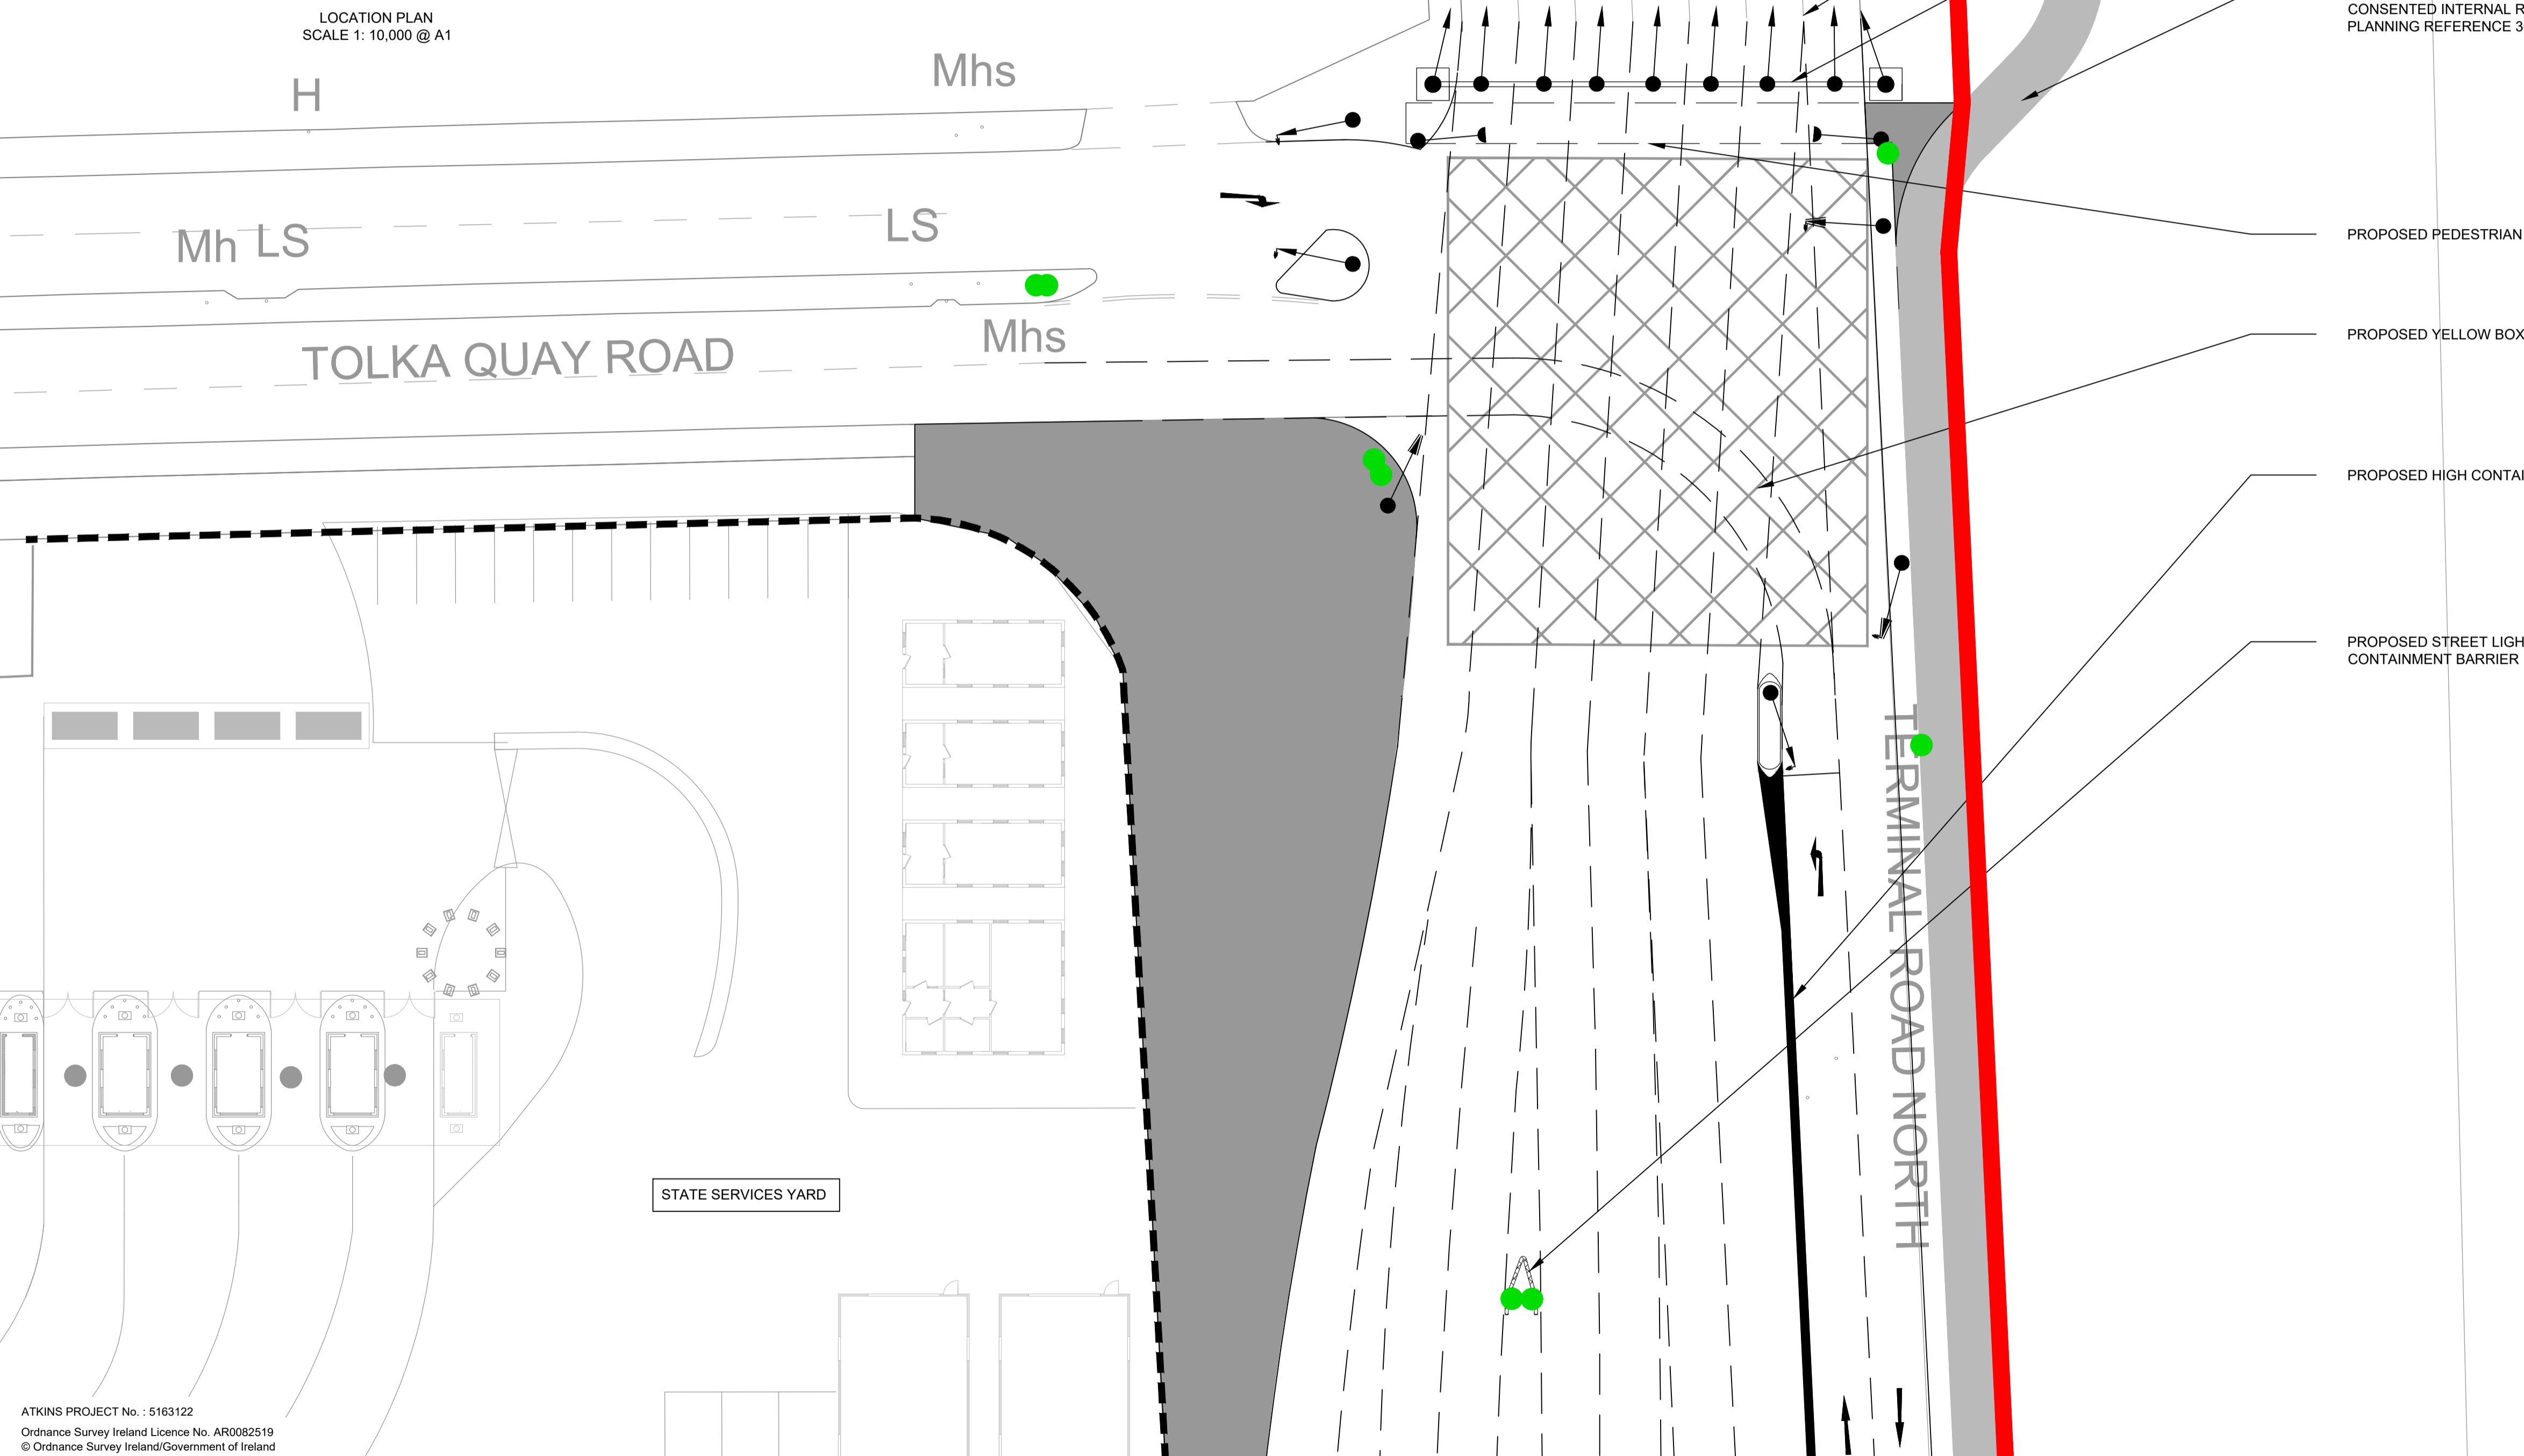 LOCATION PLAN
SCALE 1: 10,000 @ A1
CONSENTED INTERNAL
PLANNING REFERENCE 3
H
Mhs
Mh
LS
LS
PROPOSED PEDESTRIAN
PROPOSED YELLOW BOX
Mhs
TOLKA QUAY ROAD
PROPOSED HIGH
PROPOSED STREET
CONTAINMENT BARRIER
TERMINAL ROAD NORTH
STATE SERVICES YARD
ATKINS PROJECT No. : 5163122
Ordnance Survey Ireland Licence No. AR0082519
© Ordnance Survey Ireland/Government of Ireland